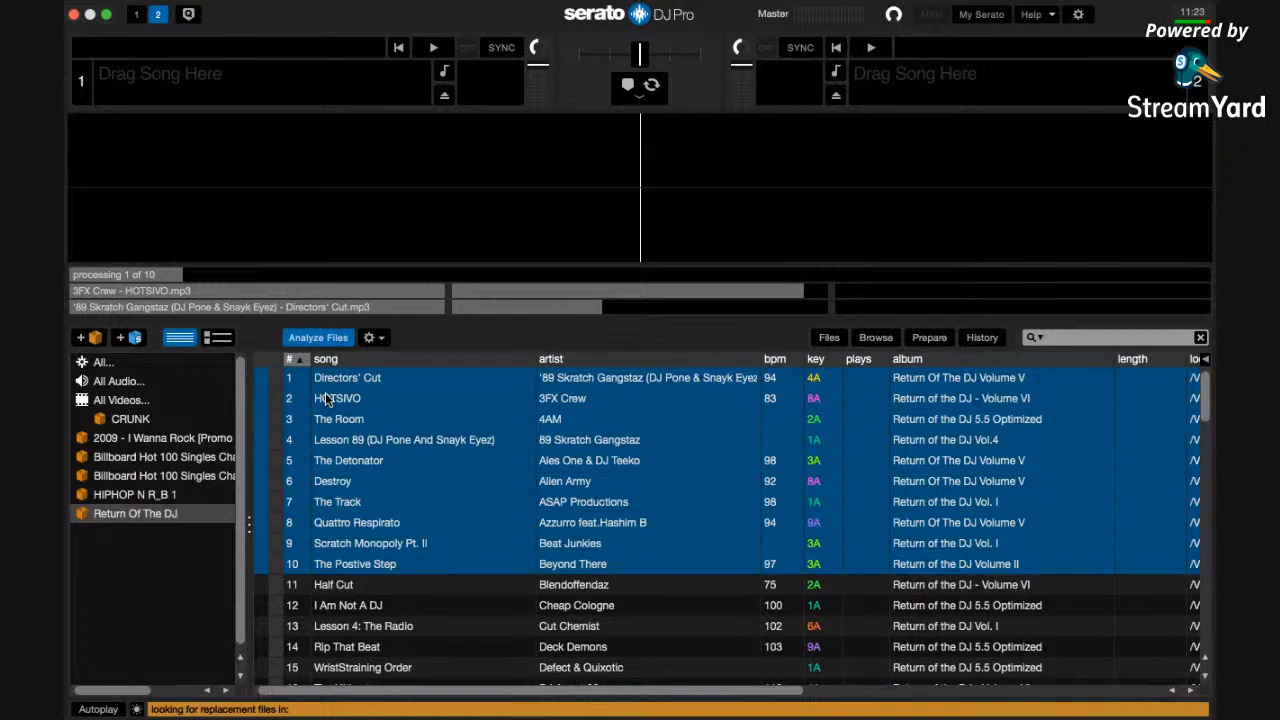 1 2 serato DJ Pro Master MIDI My Serato Help 11:23
Powered by
StreamYard
SYNC SYNC
1 Drag Song Here Drag Song Here 2
processing 1 of 10
3FX Crew - HOTSIVO.mp3
'89 Skratch Gangstaz (DJ Pone & Snayk Eyez) - Directors' Cut.mp3
+ + Analyze Files Files Browse Prepare History
All...
All Audio...
All Videos...
CRUNK
2009 - I Wanna Rock [Promo
Billboard Hot 100 Singles Cha
Billboard Hot 100 Singles Cha
HIPHOP N R_B 1
Return Of The DJ
# song artist bpm key plays album length lo
1 Directors' Cut '89 Skratch Gangstaz (DJ Pone & Snayk Eyez 94 4A Return Of The DJ Volume V /V
2 HOTSIVO 3FX Crew 83 8A Return of the DJ - Volume VI /V
3 The Room 4AM 2A Return of the DJ 5.5 Optimized /V
4 Lesson 89 (DJ Pone And Snayk Eyez) 89 Skratch Gangstaz 1A Return of the DJ Vol.4 /V
5 The Detonator Ales One & DJ Teeko 98 3A Return Of The DJ Volume V /V
6 Destroy Alien Army 92 8A Return Of The DJ Volume V /V
7 The Track ASAP Productions 98 1A Return of the DJ Vol. I /V
8 Quattro Respirato Azzurro feat.Hashim B 94 9A Return Of The DJ Volume V /V
9 Scratch Monopoly Pt. II Beat Junkies 3A Return of the DJ Vol. I /V
10 The Postive Step Beyond There 97 3A Return of the DJ Volume II /V
11 Half Cut Blendoffendaz 75 2A Return of the DJ - Volume VI /V
12 I Am Not A DJ Cheap Cologne 100 1A Return of the DJ 5.5 Optimized /V
13 Lesson 4: The Radio Cut Chemist 102 6A Return of the DJ Vol. I /V
14 Rip That Beat Deck Demons 103 9A Return of the DJ 5.5 Optimized /V
15 WristStraining Order Defect & Quixotic 1A Return of the DJ 5.5 Optimized /V
Autoplay looking for replacement files in: